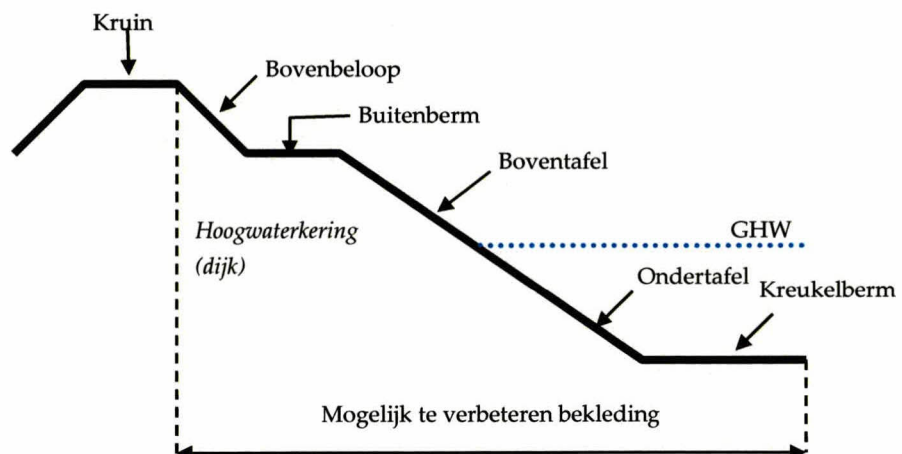 Kruin
Bovenbeloop
Buitenberm
Boventafel
Hoogwaterkering
(dijk)
GHW
Ondertafel
Kreukelberm
Mogelijk te verbeteren bekleding